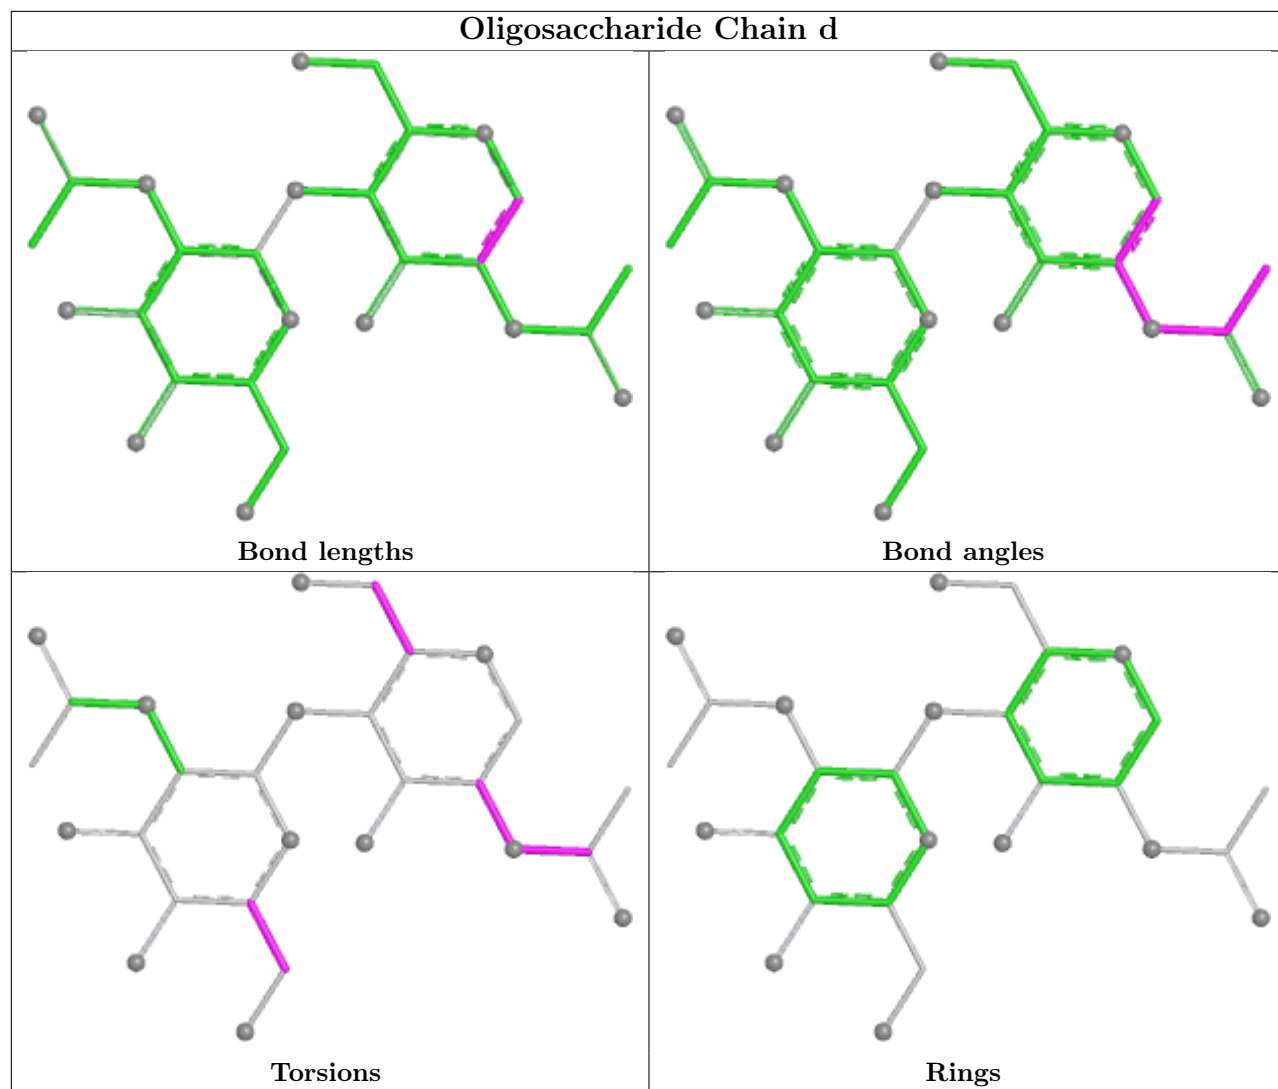 Oligosaccharide Chain d
Bond lengths
Bond angles
Torsions
Rings